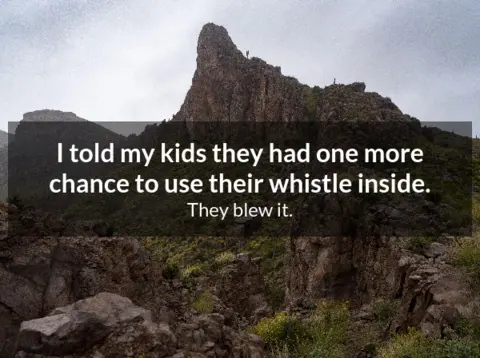 I told my kids they had one more
chance to use their whistle inside.
They blew it.